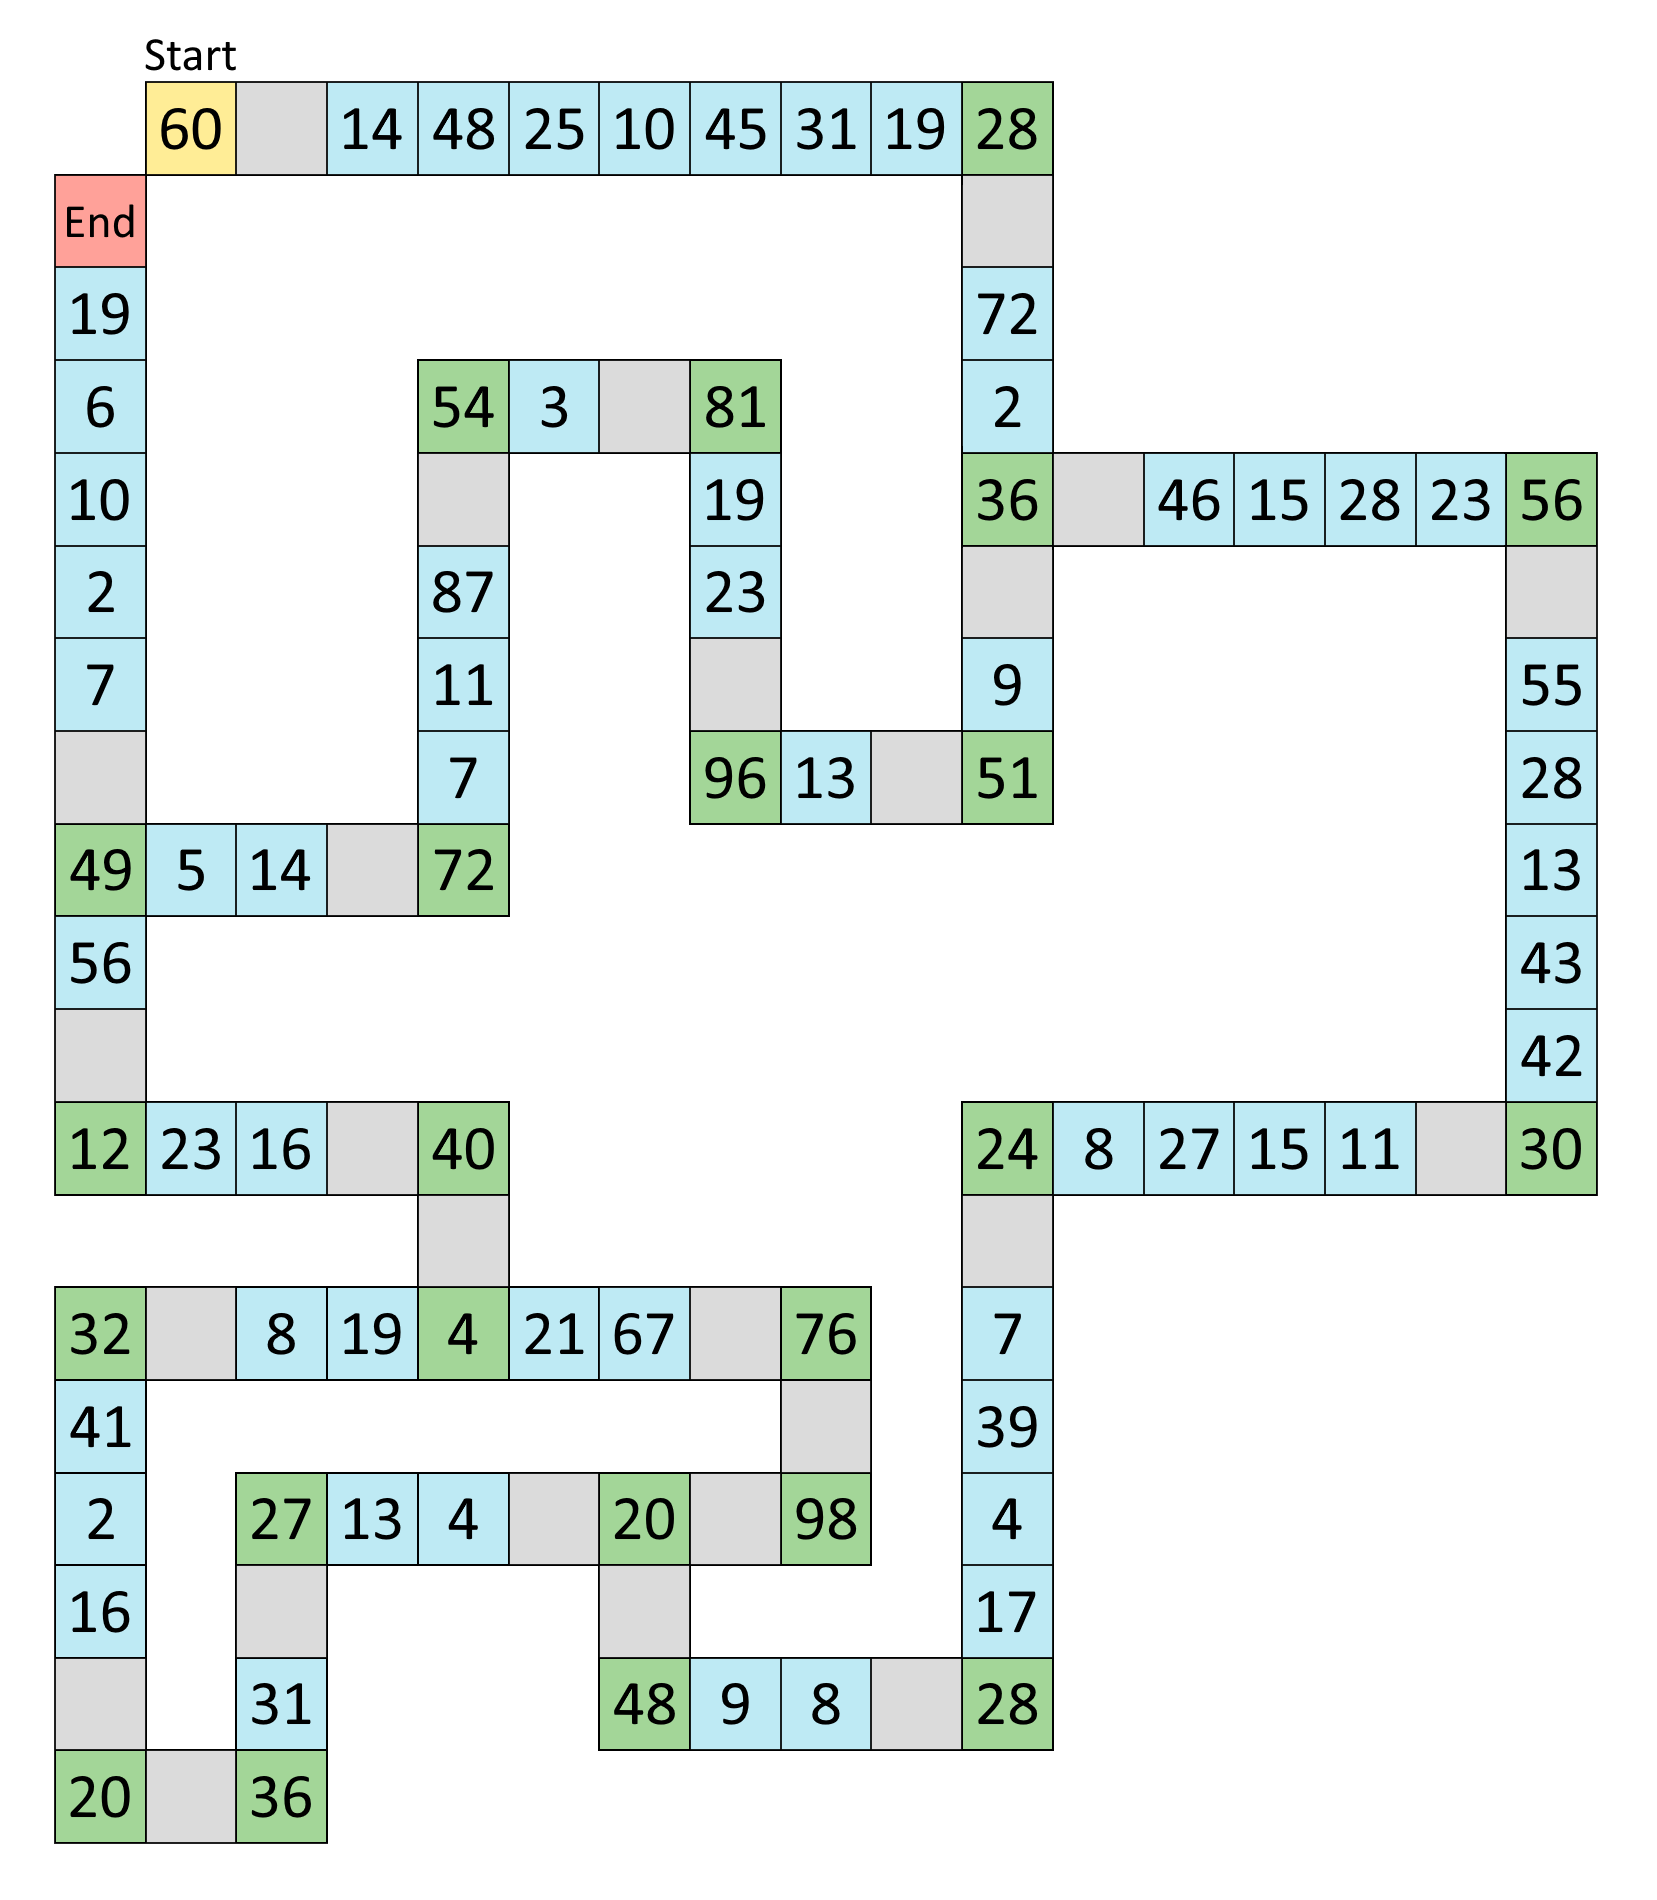 Start
60 14 48 25 10 45 31 19 28
End
19 72
6 54 3 81 2
10 19 36 46 15 28 23 56
2 87 23
7 11 9 55
7 96 13 51 28
49 5 14 72 13
56 43
42
12 23 16 40 24 8 27 15 11 30
32 8 19 4 21 67 76 7
41 39
2 27 13 4 20 98 4
16 17
31 48 9 8 28
20 36